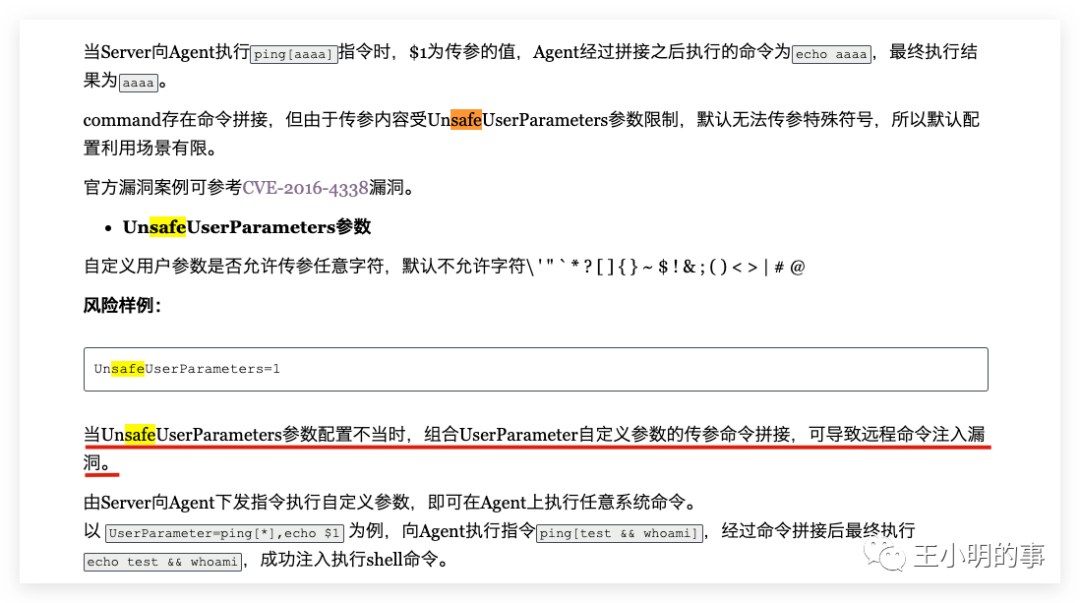 当Server向Agent执行ping[aaaa]指令时，$1为传参的值，Agent经过拼接之后执行的命令为echo aaaa，最终执行结
果为aaaa。
command存在命令拼接，但由于传参内容受UnsafeUserParameters参数限制，默认无法传参特殊符号，所以默认配
置利用场景有限。
官方漏洞案例可参考CVE-2016-4338漏洞。
• UnsafeUserParameters参数
自定义用户参数是否允许传参任意字符，默认不允许字符\ ' " ` * ? [ ] { } ~ $ ! & ; ( ) < > | # @
风险样例：
UnsafeUserParameters=1
当UnsafeUserParameters参数配置不当时，组合UserParameter自定义参数的传参命令拼接，可导致远程命令注入漏
洞。
由Server向Agent下发指令执行自定义参数，即可在Agent上执行任意系统命令。
以 UserParameter=ping[*],echo $1 为例，向Agent执行指令ping[test && whoami]，经过命令拼接后最终执行
echo test && whoami，成功注入执行shell命令。
王小明的事